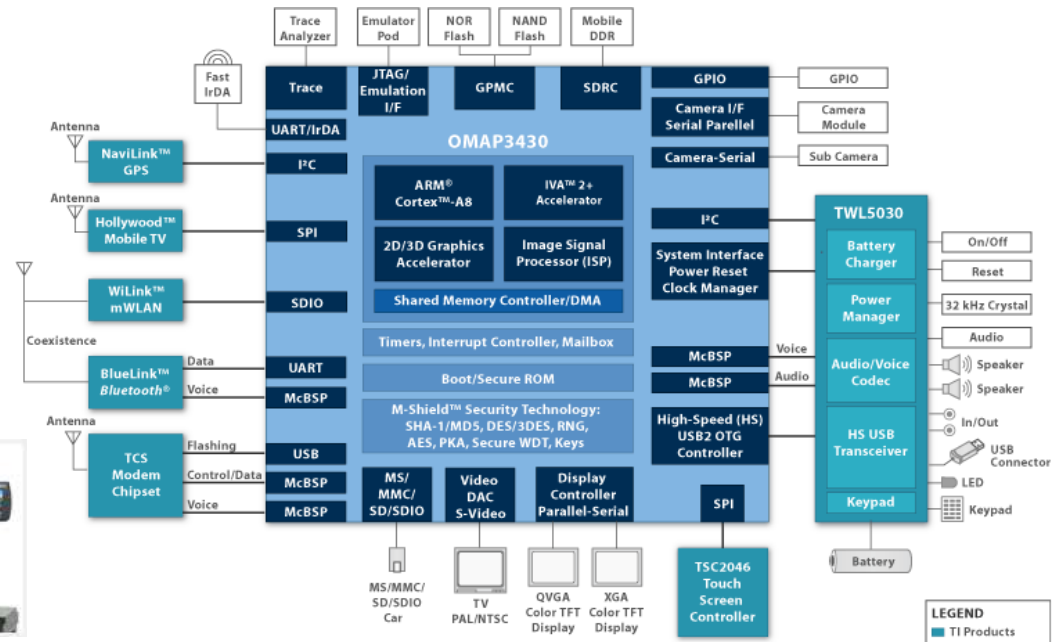 Trace
Analyzer
Emulator
Pod
NOR
Flash
NAND
Flash
Mobile
DDR
Fast
IrDA
Trace
JTAG/
Emulation
I/F
GPMC
SDRC
GPIO
GPIO
Camera I/F
Serial Parellel
Camera
Module
Camera-Serial
Sub Camera
UART/IrDA
OMAP3430
Antenna
NaviLink™
GPS
I²C
ARM®
Cortex™-A8
IVA™ 2+
Accelerator
2D/3D Graphics
Accelerator
Image Signal
Processor (ISP)
Shared Memory Controller/DMA
Antenna
Hollywood™
Mobile TV
SPI
I²C
System Interface
Power Reset
Clock Manager
TWL5030
Battery
Charger
On/Off
Reset
Power
Manager
32 kHz Crystal
WiLink™
mWLAN
SDIO
Timers, Interrupt Controller, Mailbox
Coexistence
BlueLink™
Bluetooth®
Data
Voice
UART
McBSP
Boot/Secure ROM
McBSP
McBSP
Voice
Audio
Audio/Voice
Codec
Audio
Speaker
Speaker
M-Shield™ Security Technology:
SHA-1/MD5, DES/3DES, RNG,
AES, PKA, Secure WDT, Keys
High-Speed (HS)
USB2 OTG
Controller
HS USB
Transceiver
In/Out
USB
Connector
LED
Keypad
Keypad
Antenna
TCS
Modem
Chipset
Flashing
Control/Data
Voice
USB
McBSP
McBSP
MS/
MMC/
SD/SDIO
Video
DAC
S-Video
Display
Controller
Parallel-Serial
SPI
Battery
MS/MMC/
SD/SDIO
Car
TV
PAL/NTSC
QVGA
Color TFT
Display
XGA
Color TFT
Display
TSC2046
Touch
Screen
Controller
LEGEND
TI Products